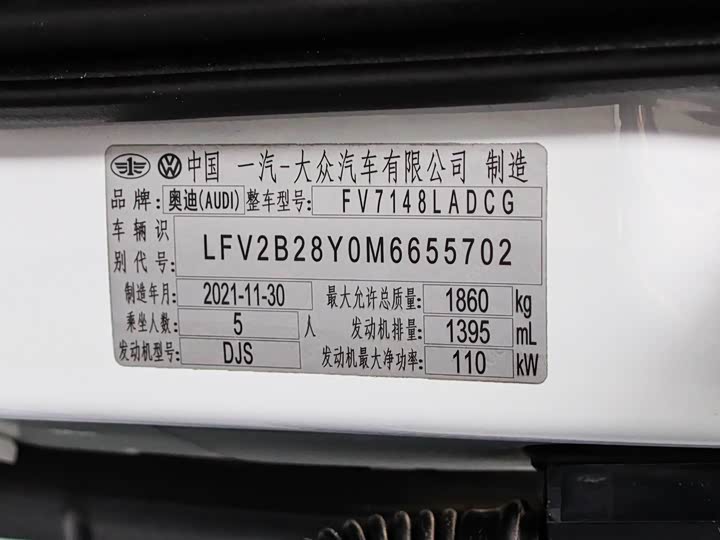 中国 一汽-大众汽车有限公司 制造
品牌: 奥迪(AUDI) 整车型号: FV7148LADCG
车辆识别代号: LFV2B28Y0M6655702
制造年月: 2021-11-30 最大允许总质量: 1860 kg
乘坐人数: 5 人 发动机排量: 1395 mL
发动机型号: DJS 发动机最大净功率: 110 kW